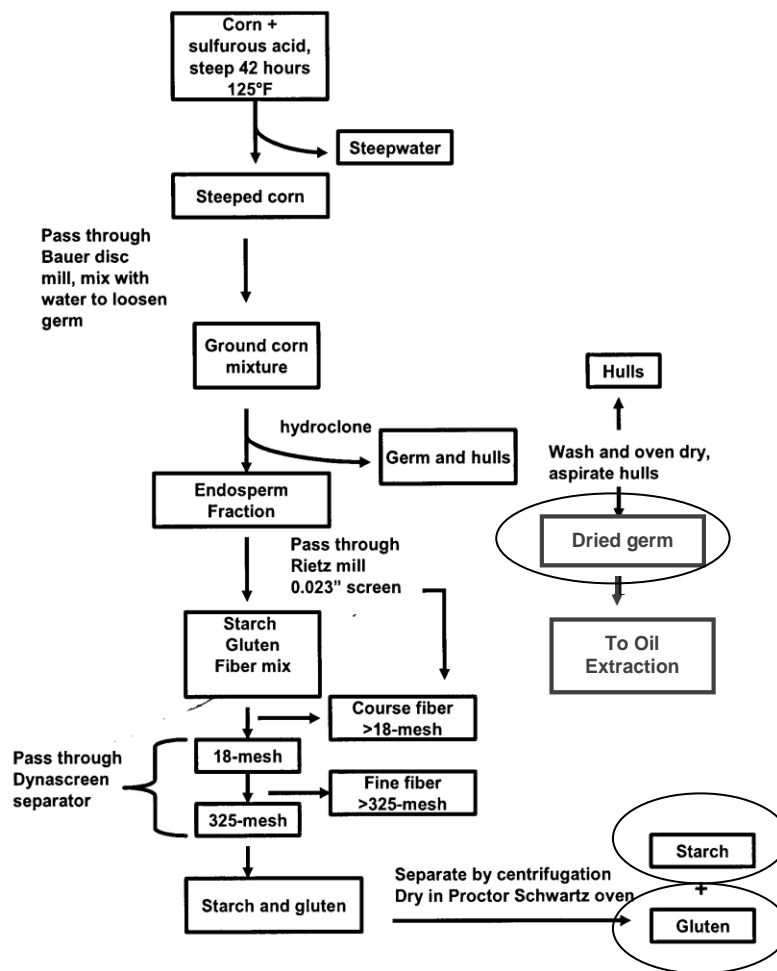 Corn +
sulfurous acid,
steep 42 hours
125°F
Steepwater
Steeped corn
Pass through
Bauer disc
mill, mix with
water to loosen
germ
Ground corn
mixture
Hulls
hydroclone
Germ and hulls
Wash and oven dry,
aspirate hulls
Endosperm
Fraction
Dried germ
Pass through
Rietz mill
0.023” screen
Starch
Gluten
Fiber mix
To Oil
Extraction
Course fiber
>18-mesh
Pass through
Dynascreen
separator
18-mesh
Fine fiber
>325-mesh
325-mesh
Starch and gluten
Separate by centrifugation
Dry in Proctor Schwartz oven
Starch
+
Gluten